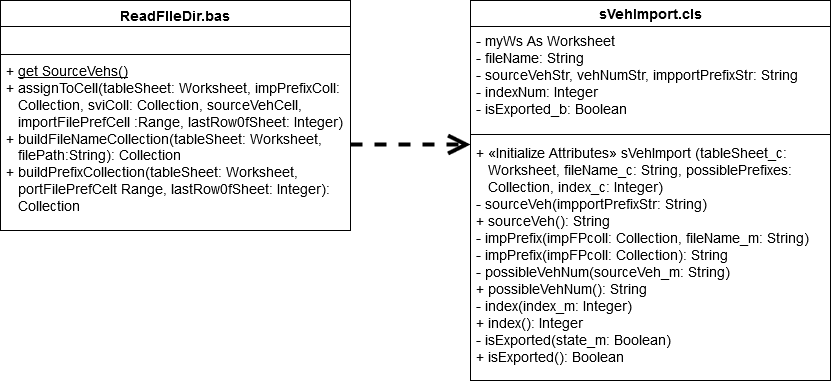 ReadFileDir.bas
+ get SourceVehs()
+ assignToCell(tableSheet: Worksheet, impPrefixColl:
Collection, sviColl: Collection, sourceVehCell,
importFilePrefCell :Range, lastRow0fSheet: Integer)
+ buildFileNameCollection(tableSheet: Worksheet,
filePath:String): Collection
+ buildPrefixCollection(tableSheet: Worksheet,
portFilePrefCelt Range, lastRow0fSheet: Integer):
Collection
sVehImport.cls
- myWs As Worksheet
- fileName: String
- sourceVehStr, vehNumStr, impportPrefixStr: String
- indexNum: Integer
- isExported_b: Boolean
+ «Initialize Attributes» sVehImport (tableSheet_c:
Worksheet, fileName_c: String, possiblePrefixes:
Collection, index_c: Integer)
- sourceVeh(impportPrefixStr: String)
+ sourceVeh(): String
- impPrefix(impFPcoll: Collection, fileName_m: String)
- impPrefix(impFPcoll: Collection): String
- possibleVehNum(sourceVeh_m: String)
+ possibleVehNum(): String
- index(index_m: Integer)
+ index(): Integer
- isExported(state_m: Boolean)
+ isExported(): Boolean